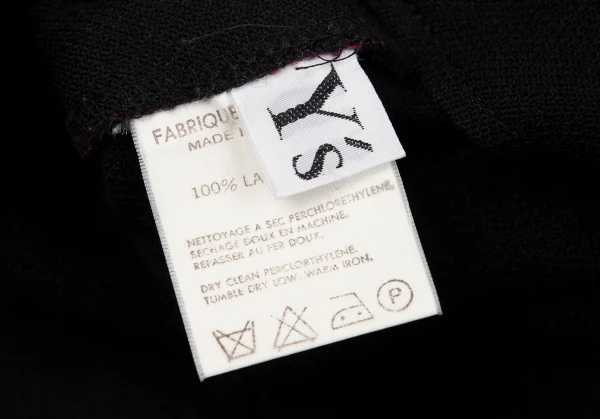 Y's
FABRIQUE
MADE I
100% LA
NETTOYAGE A SEC PERCHLORETHYLENE.
SECHAGE DOUX EN MACHINE.
REPASSER AU FER DOUX.
DRY CLEAN PERCLORTHYLENE.
TUMBLE DRY LOW. WARM IRON.
P